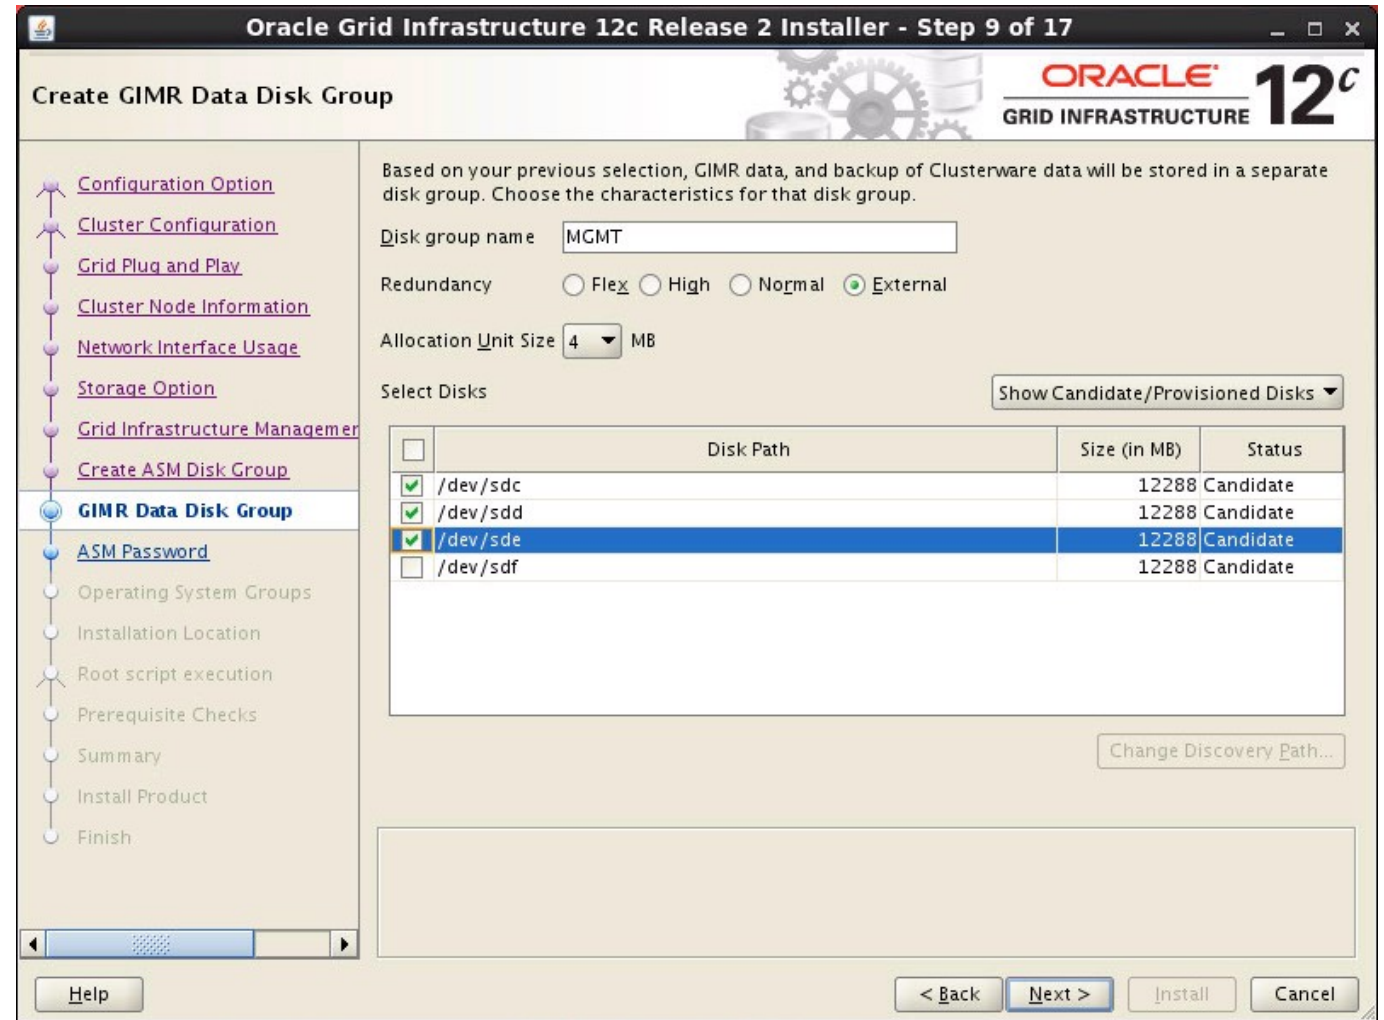 Oracle Grid Infrastructure 12c Release 2 Installer - Step 9 of 17
Create GIMR Data Disk Group
ORACLE
GRID INFRASTRUCTURE
12c
Configuration Option
Cluster Configuration
Grid Plug and Play
Cluster Node Information
Network Interface Usage
Storage Option
Grid Infrastructure Managemer
Create ASM Disk Group
GIMR Data Disk Group
ASM Password
Operating System Groups
Installation Location
Root script execution
Prerequisite Checks
Summary
Install Product
Finish
Based on your previous selection, GIMR data, and backup of Clusterware data will be stored in a separate
disk group. Choose the characteristics for that disk group.
Disk group name MGMT
Redundancy Flex High Normal External
Allocation Unit Size 4 MB
Select Disks Show Candidate/Provisioned Disks
Disk Path Size (in MB) Status
/dev/sdc 12288 Candidate
/dev/sdd 12288 Candidate
/dev/sde 12288 Candidate
/dev/sdf 12288 Candidate
Change Discovery Path...
Help < Back Next > Install Cancel